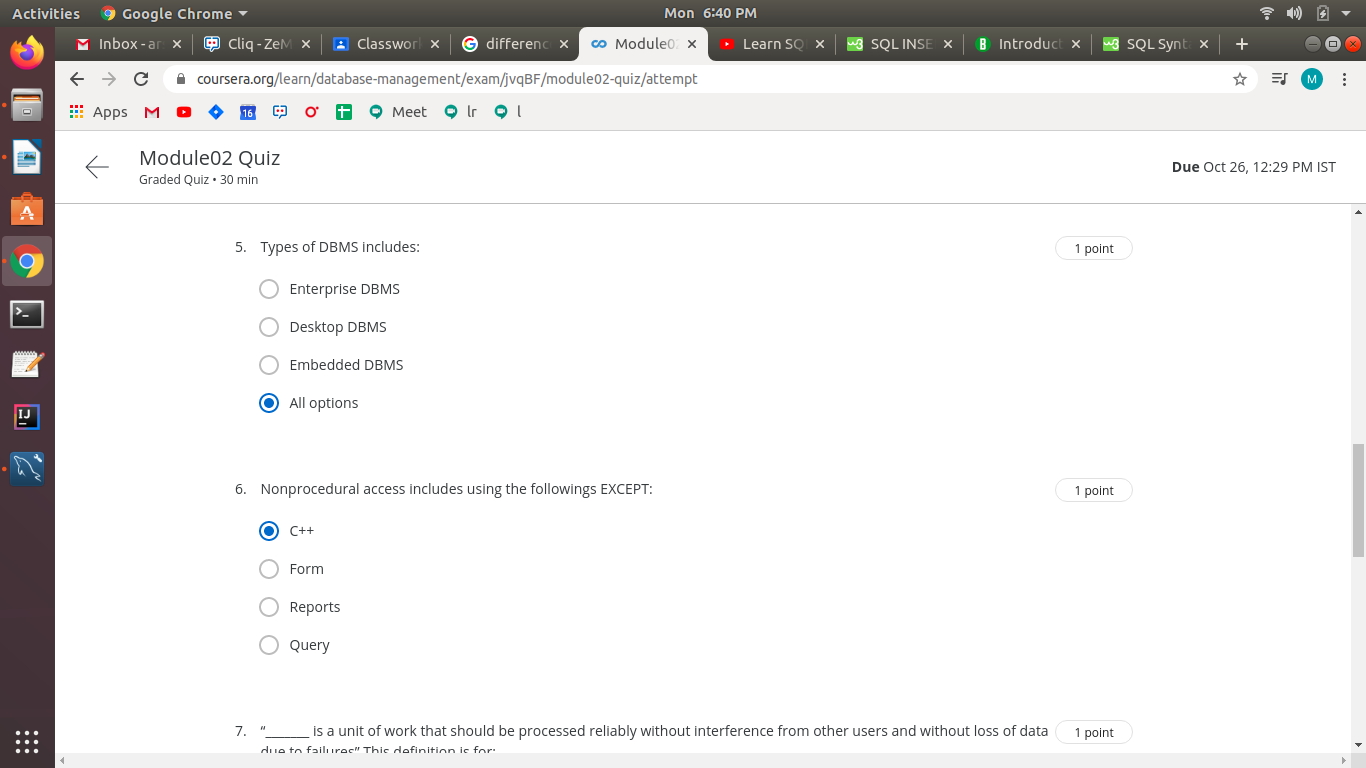 Activities Google Chrome Mon 6:40 PM
Inbox - ar Cliq - ZeM Classwor differenc Module0 Learn SQ SQL INSE Introduc SQL Synt
coursera.org/learn/database-management/exam/jvqBF/module02-quiz/attempt M
Apps 16 Meet lr l
Module02 Quiz
Graded Quiz • 30 min
Due Oct 26, 12:29 PM IST
5. Types of DBMS includes: 1 point
Enterprise DBMS
Desktop DBMS
Embedded DBMS
All options
6. Nonprocedural access includes using the followings EXCEPT: 1 point
C++
Form
Reports
Query
7. “_______ is a unit of work that should be processed reliably without interference from other users and without loss of data 1 point
due to failures” This definition is for: